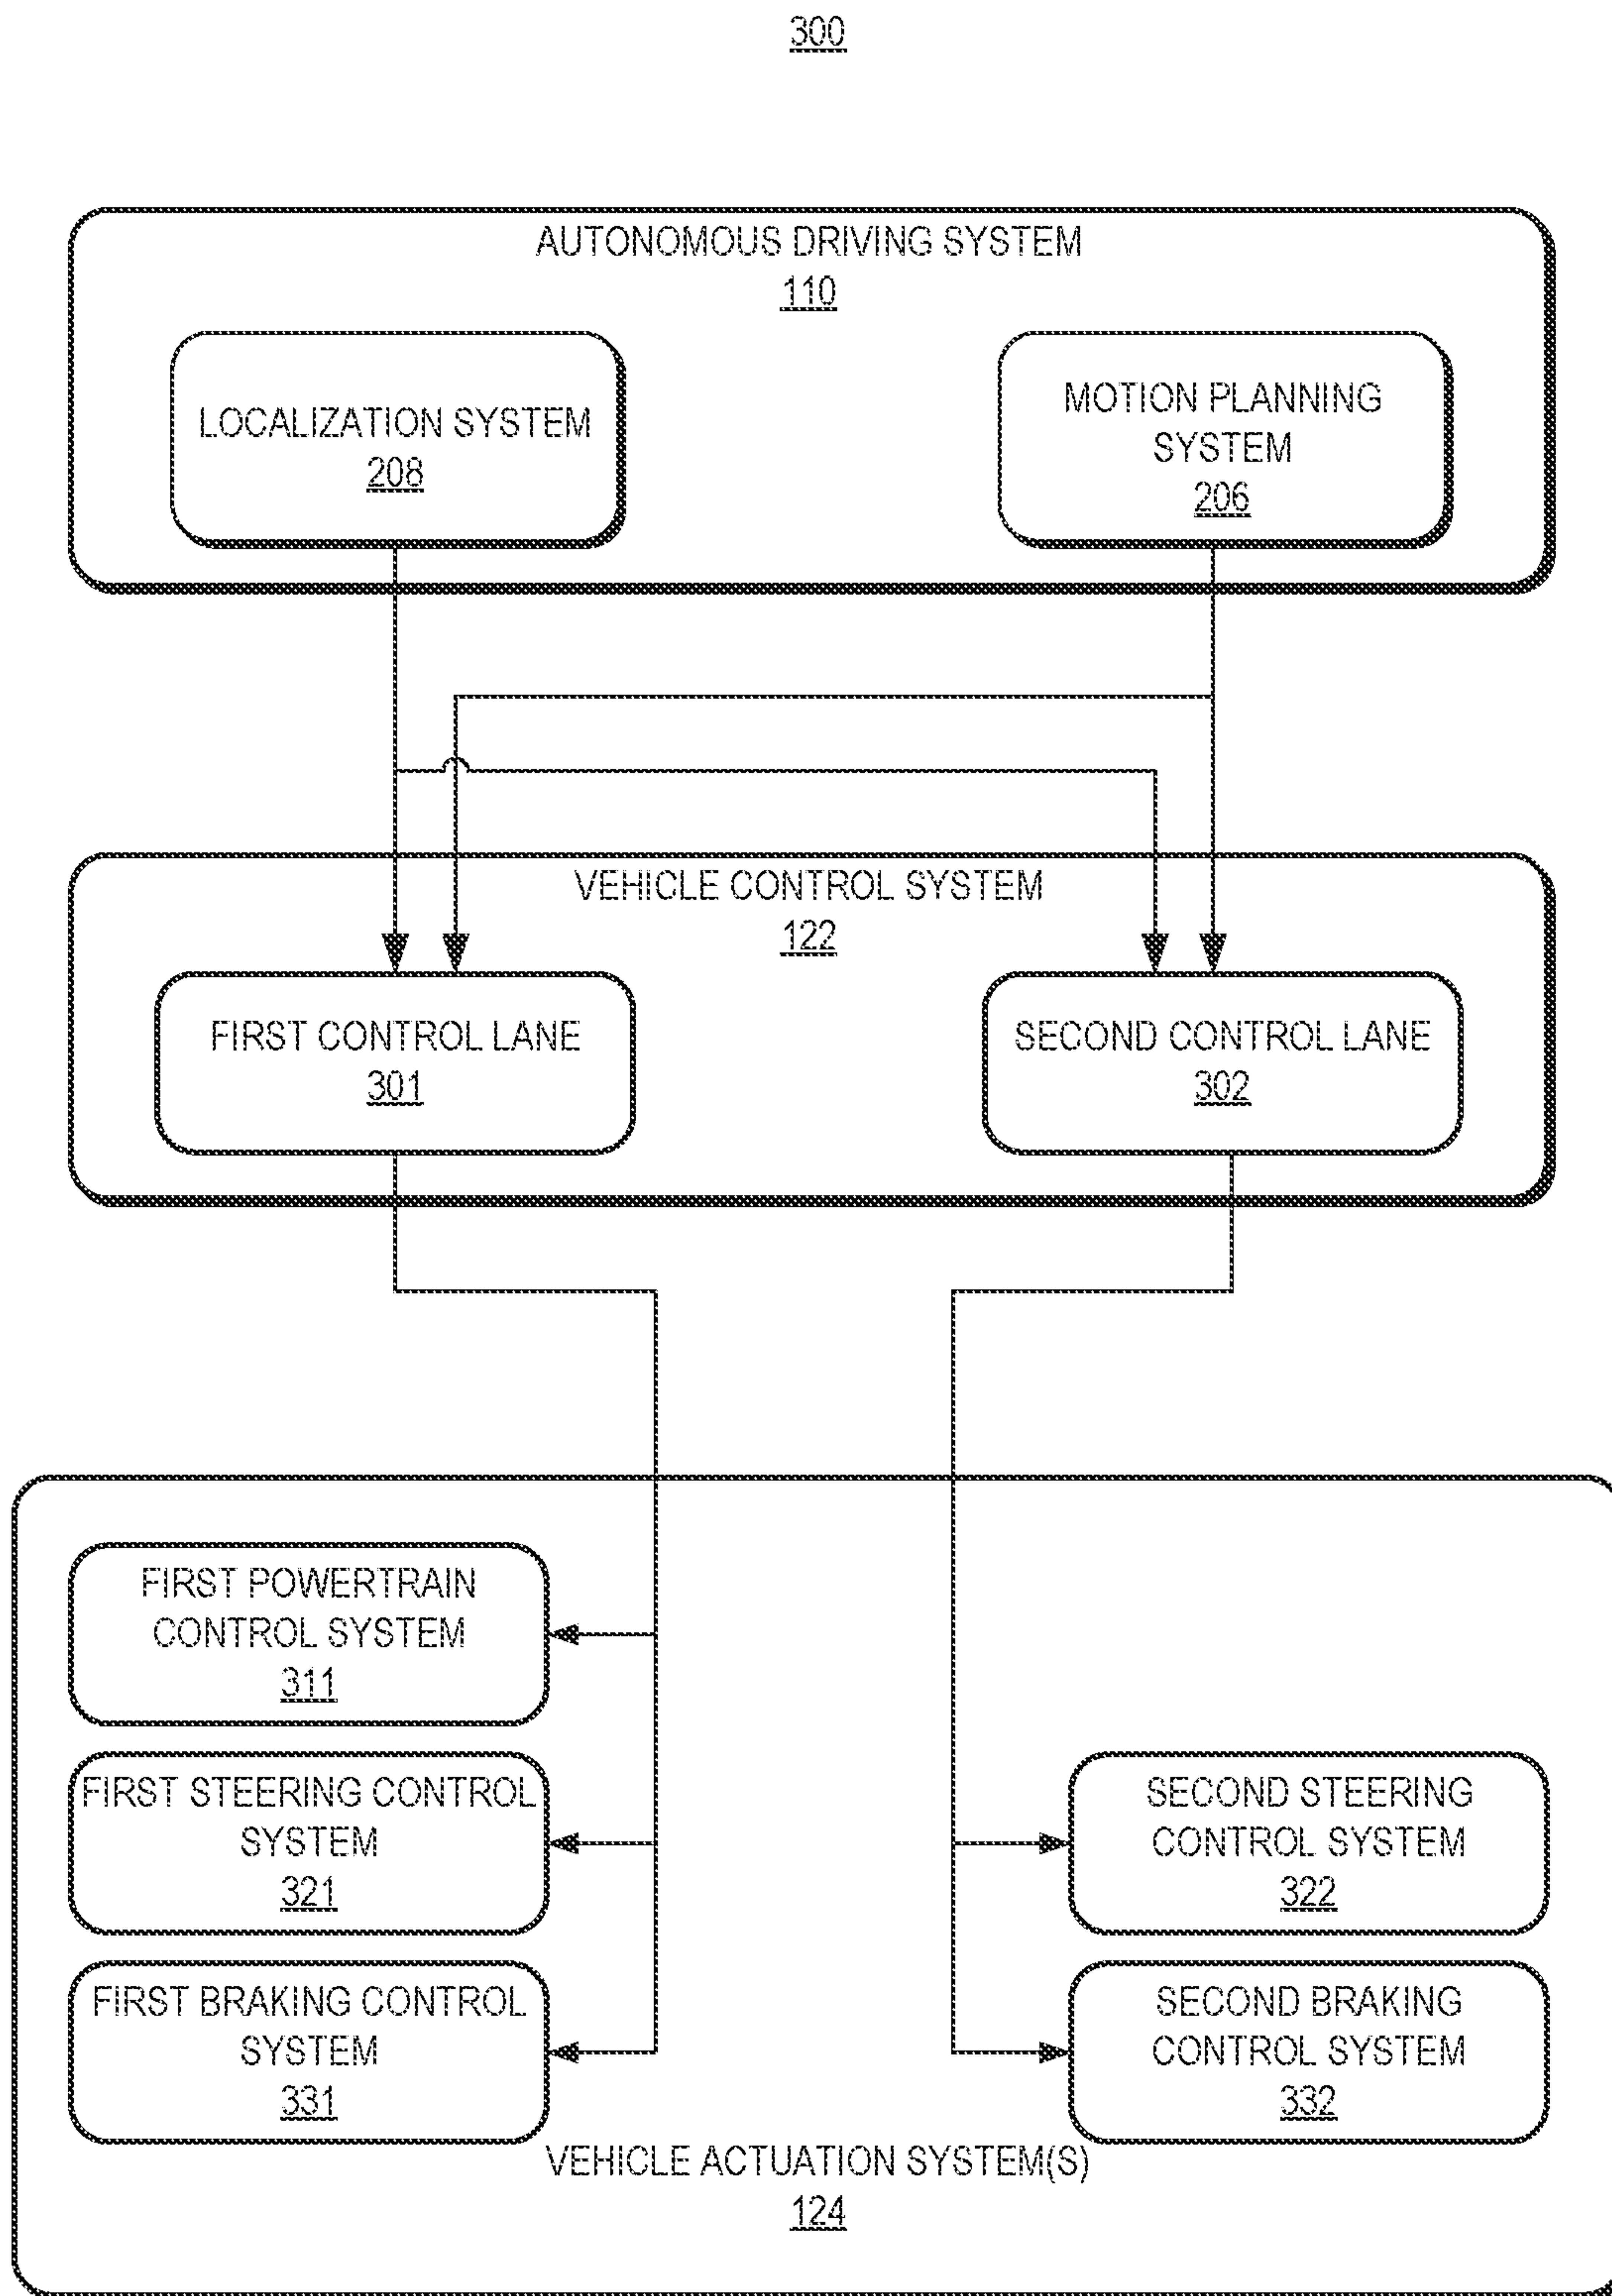 300
AUTONOMOUS DRIVING SYSTEM
110
LOCALIZATION SYSTEM
208
MOTION PLANNING
SYSTEM
206
VEHICLE CONTROL SYSTEM
122
FIRST CONTROL LANE
301
SECOND CONTROL LANE
302
FIRST POWERTRAIN
CONTROL SYSTEM
311
FIRST STEERING CONTROL
SYSTEM
321
SECOND STEERING
CONTROL SYSTEM
322
FIRST BRAKING CONTROL
SYSTEM
331
SECOND BRAKING
CONTROL SYSTEM
332
VEHICLE ACTUATION SYSTEM(S)
124